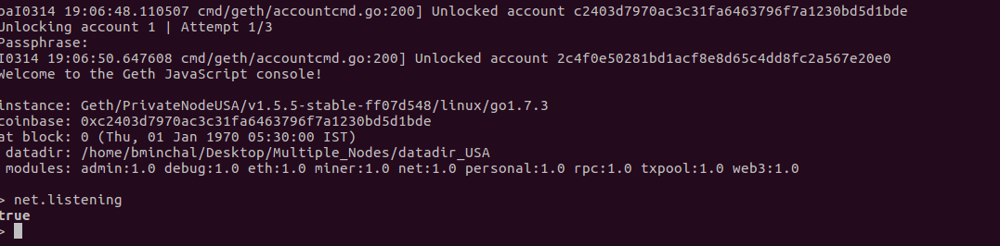 paI0314 19:06:48.110507 cmd/geth/accountcmd.go:200] Unlocked account c2403d7970ac3c31fa6463796f7a1230bd5d1bde
Unlocking account 1 | Attempt 1/3
Passphrase:
I0314 19:06:50.647608 cmd/geth/accountcmd.go:200] Unlocked account 2c4f0e50281bd1acf8e8d65c4dd8fc2a567e20e0
Welcome to the Geth JavaScript console!
instance: Geth/PrivateNodeUSA/v1.5.5-stable-ff07d548/linux/go1.7.3
coinbase: 0xc2403d7970ac3c31fa6463796f7a1230bd5d1bde
at block: 0 (Thu, 01 Jan 1970 05:30:00 IST)
datadir: /home/bminchal/Desktop/Multiple_Nodes/datadir_USA
modules: admin:1.0 debug:1.0 eth:1.0 miner:1.0 net:1.0 personal:1.0 rpc:1.0 txpool:1.0 web3:1.0
> net.listening
true
>